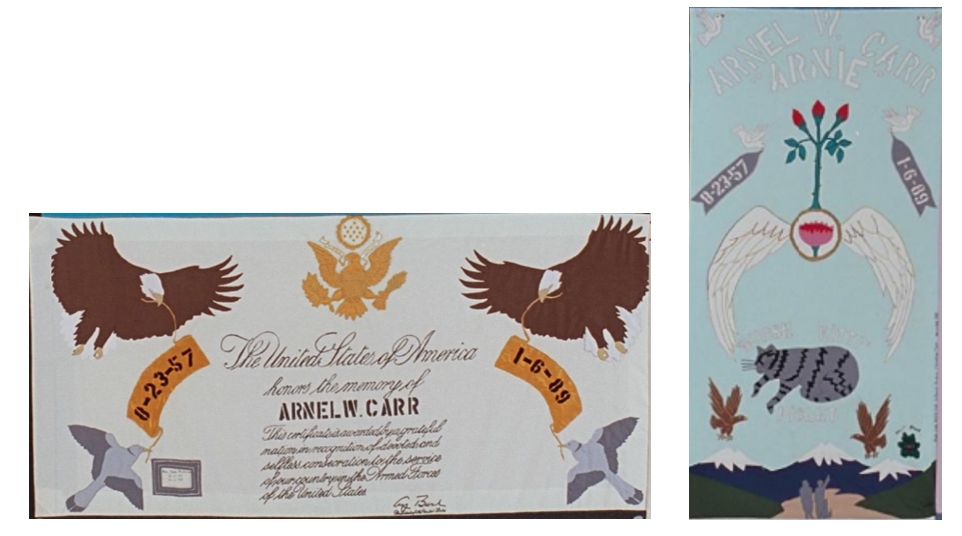 8-23-57
1-6-89
The United States of America
honors the memory of
ARNEL W. CARR
This certificate is awarded by a grateful
nation in recognition of devoted and
selfless consecration to the service
of our country in the Armed Forces
of the United States
ARNEL W. CARR
ARNIE
8-23-57
1-6-89